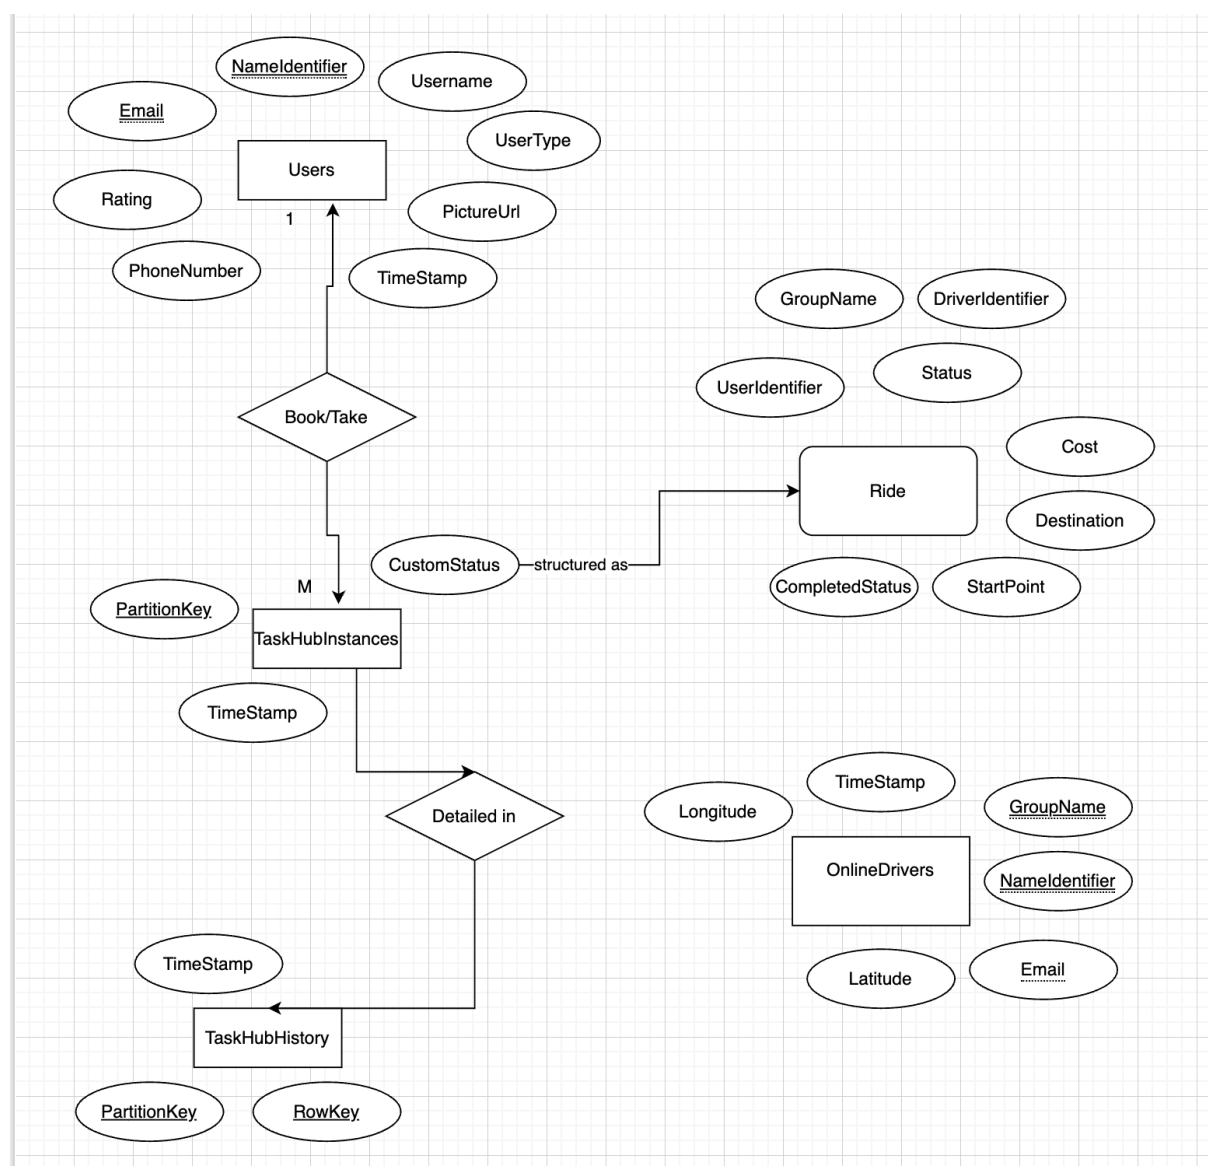 NameIdentifier
Username
Email
UserType
Users
Rating
PictureUrl
1
PhoneNumber
TimeStamp
GroupName
DriverIdentifier
Status
UserIdentifier
Book/Take
Cost
Ride
Destination
CustomStatus
structured as
CompletedStatus
StartPoint
M
PartitionKey
TaskHubInstances
TimeStamp
TimeStamp
Longitude
GroupName
Detailed in
OnlineDrivers
NameIdentifier
TimeStamp
Latitude
Email
TaskHubHistory
PartitionKey
RowKey